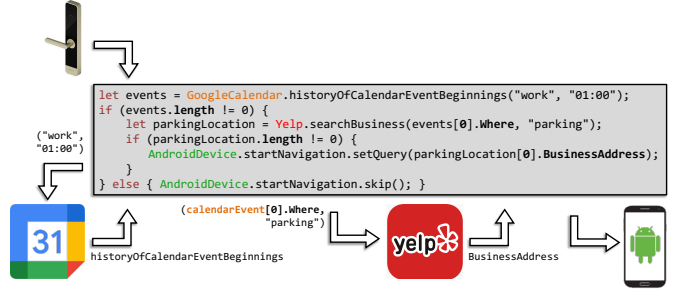 let events = GoogleCalendar.historyOfCalendarEventBeginnings("work", "01:00");
if (events.length != 0) {
let parkingLocation = Yelp.searchBusiness(events[0].Where, "parking");
if (parkingLocation.length != 0) {
AndroidDevice.startNavigation.setQuery(parkingLocation[0].BusinessAddress);
}
} else { AndroidDevice.startNavigation.skip(); }
("work",
"01:00")
31
historyOfCalendarEventBeginnings
(calendarEvent[0].Where,
"parking")
yelp
BusinessAddress